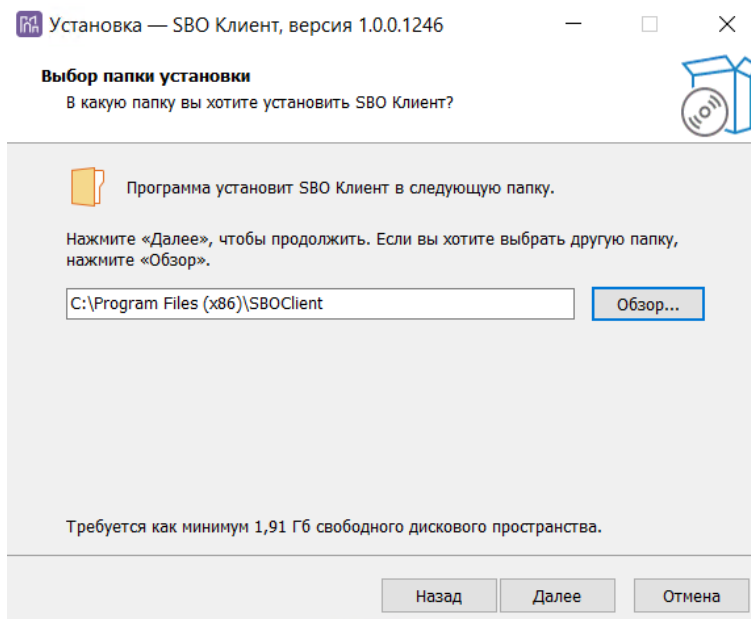 Установка — SBO Клиент, версия 1.0.0.1246
Выбор папки установки
В какую папку вы хотите установить SBO Клиент?
Программа установит SBO Клиент в следующую папку.
Нажмите «Далее», чтобы продолжить. Если вы хотите выбрать другую папку,
нажмите «Обзор».
C:\Program Files (x86)\SBOClient
Обзор...
Требуется как минимум 1,91 Гб свободного дискового пространства.
Назад
Далее
Отмена